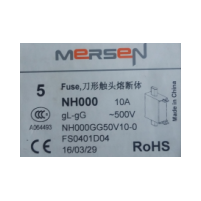 MERSEN
Fuse,刀形触头熔断体
5
NH000 10A
gL-gG ~500V
A064493
NH000GG50V10-0
FS0401D04
16/03/29
RoHS
Made in China